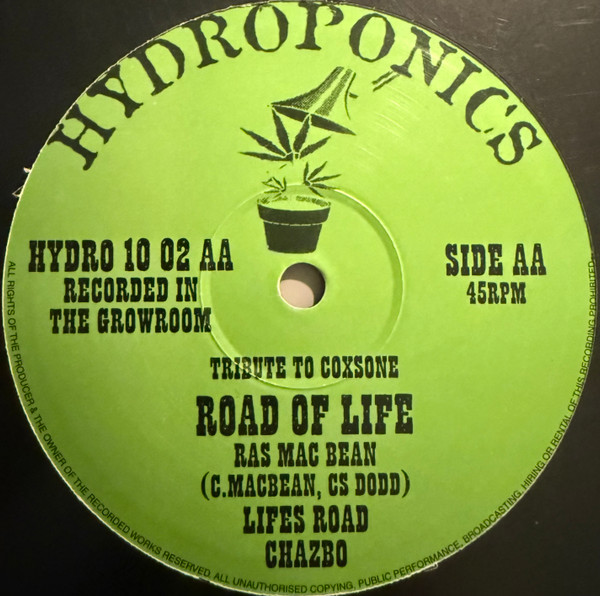 HYDROPONICS
HYDRO 10 02 AA
RECORDED IN
THE GROWROOM
SIDE AA
45RPM
TRIBUTE TO COXSONE
ROAD OF LIFE
RAS MAC BEAN
(C.MACBEAN, CS DODD)
LIFES ROAD
CHAZBO
ALL RIGHTS OF THE PRODUCER & THE OWNER OF THE RECORDED WORKS RESERVED. ALL UNAUTHORISED COPYING, PUBLIC PERFORMANCE, BROADCASTING, HIRING OR RENTAL OF THIS RECORDING PROHIBITED.